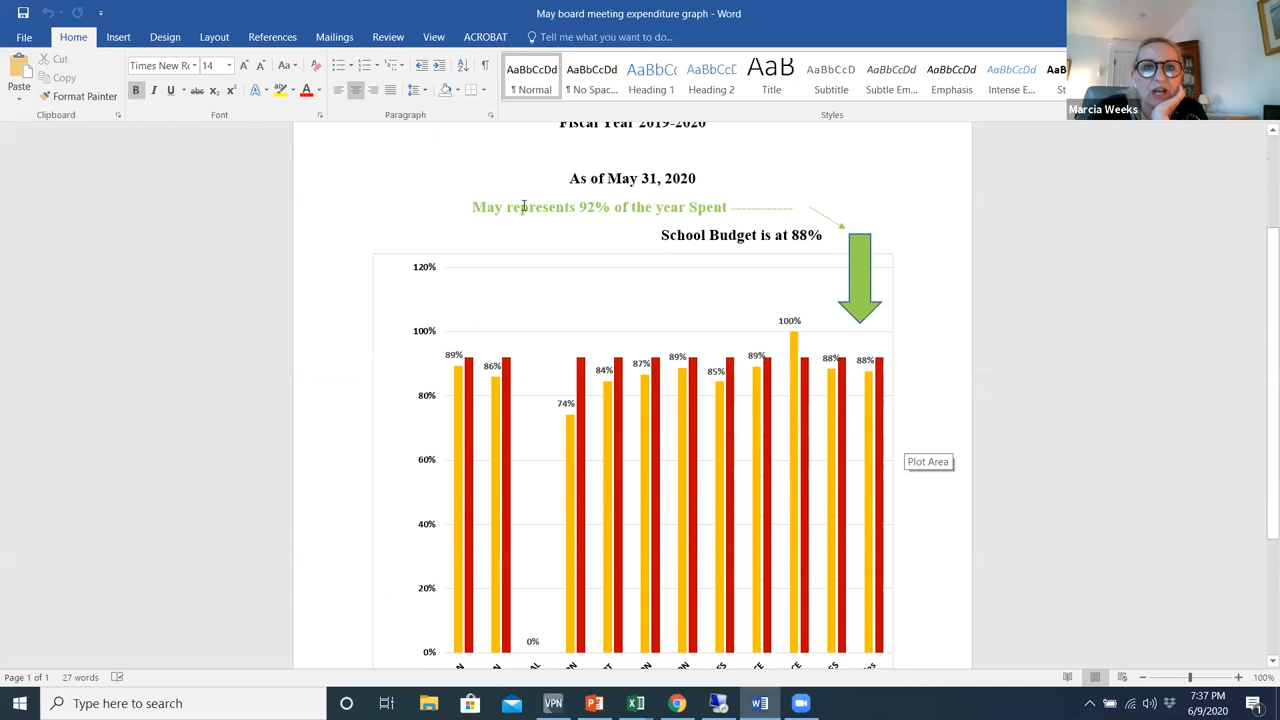 May board meeting expenditure graph - Word
File
Home
Insert
Design
Layout
References
Mailings
Review
View
ACROBAT
Tell me what you want to do...
Cut
Copy
Format Painter
Paste
Clipboard
Times New Ro
14
Font
Paragraph
AaBbCcDd
AaBbCcDd
AaBbCc
AaBbCcD
AaB
AaBbCcD
AaBbCcDd
AaBbCcDd
AaBbCcDd
¶ Normal
¶ No Spac...
Heading 1
Heading 2
Title
Subtitle
Subtle Em...
Emphasis
Intense E...
Styles
Marcia Weeks
Fiscal Year 2019-2020
As of May 31, 2020
May represents 92% of the year Spent ------------
School Budget is at 88%
120%
100%
80%
60%
40%
20%
0%
89%
86%
0%
74%
84%
87%
89%
85%
89%
100%
88%
88%
Plot Area
Page 1 of 1
27 words
100%
Type here to search
VPN
7:37 PM
6/9/2020